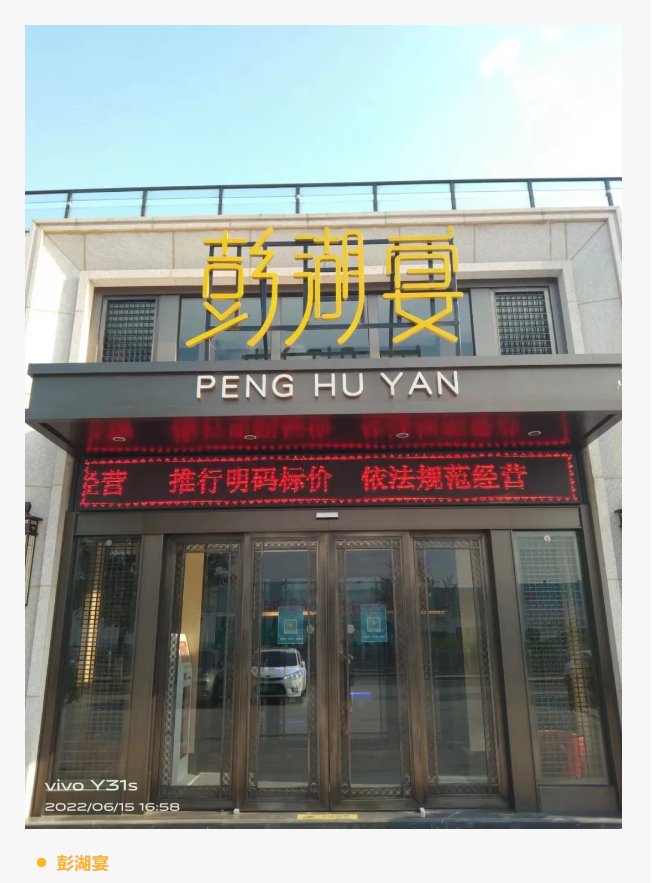 彭湖宴
PENG HU YAN
经营 推行明码标价 依法规范经营
vivo Y31s
2022/06/15 16:58
彭湖宴